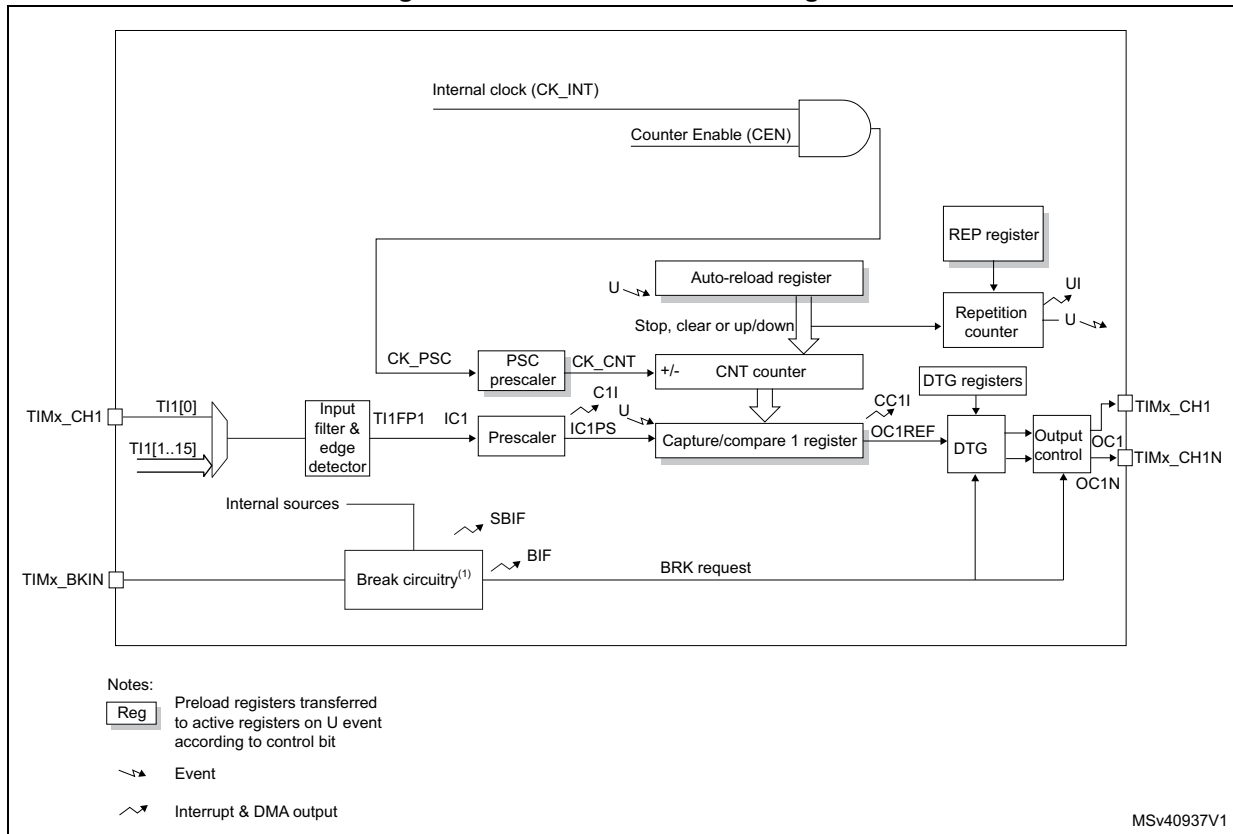 Internal clock (CK_INT)
Counter Enable (CEN)
REP register
Auto-reload register
U
UI
Stop, clear or up/down
Repetition
counter
U
CK_PSC
PSC
prescaler
CK_CNT
+/-
CNT counter
DTG registers
TIMx_CH1
TI1[0]
TI1[1..15]
Input
filter &
edge
detector
TI1FP1
IC1
Prescaler
C1I
IC1PS
U
Capture/compare 1 register
CC1I
OC1REF
DTG
Output
control
OC1
TIMx_CH1
TIMx_CH1N
OC1N
Internal sources
SBIF
TIMx_BKIN
Break circuitry(1)
BIF
BRK request
Notes:
Reg
Preload registers transferred
to active registers on U event
according to control bit
Event
Interrupt & DMA output
MSv40937V1